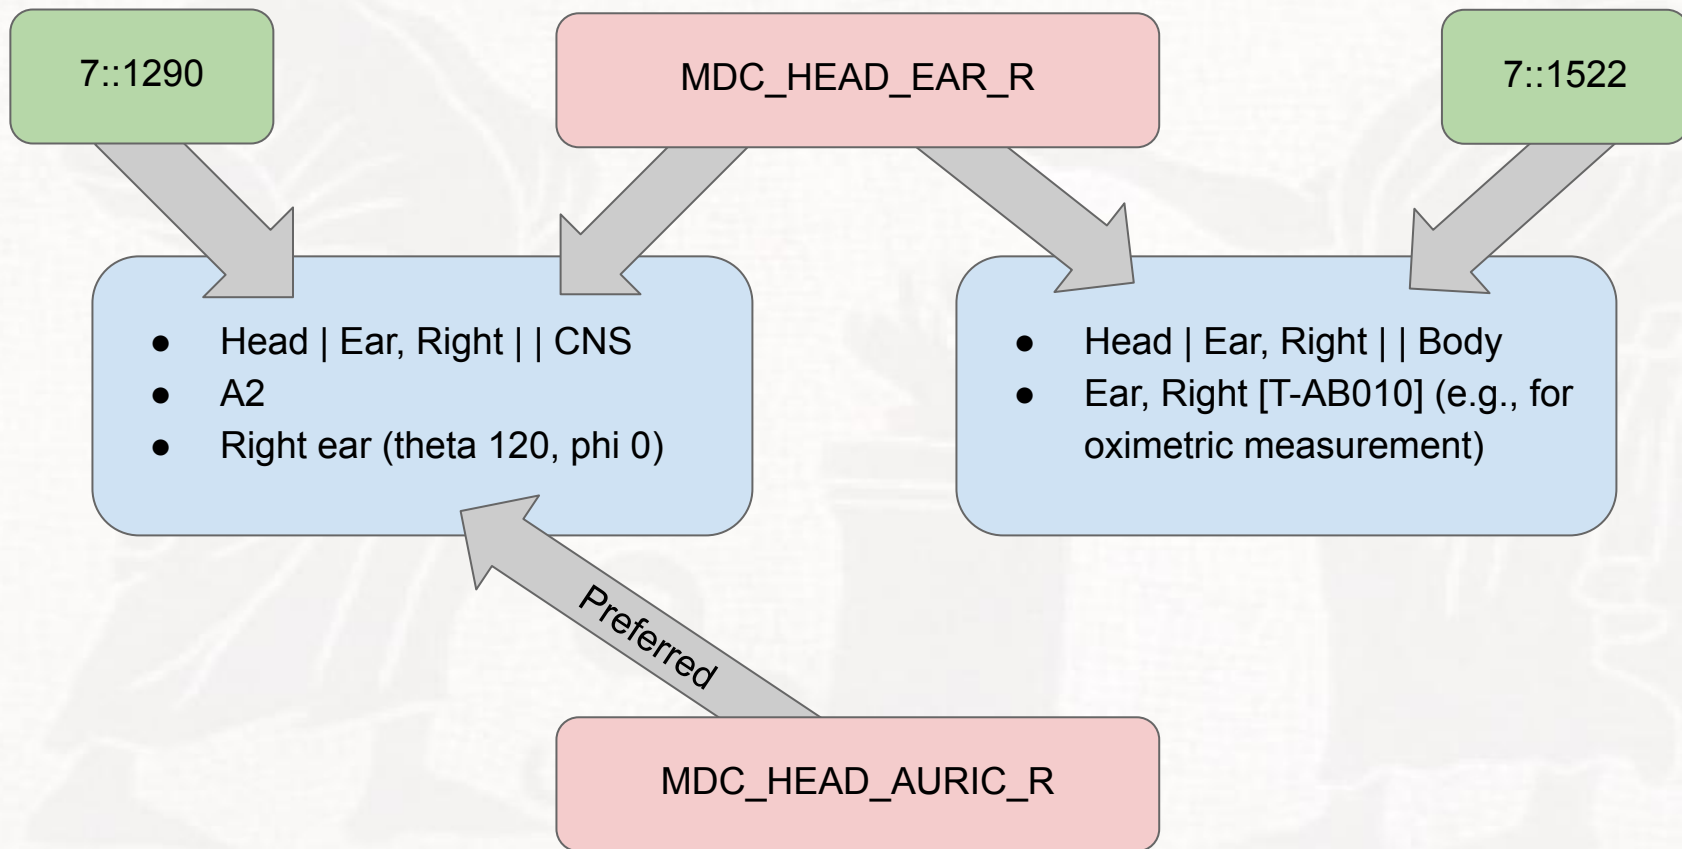 7::1290
MDC_HEAD_EAR_R
7::1522
● Head | Ear, Right | | CNS
● A2
● Right ear (theta 120, phi 0)
● Head | Ear, Right | | Body
● Ear, Right [T-AB010] (e.g., for
oximetric measurement)
Preferred
MDC_HEAD_AURIC_R